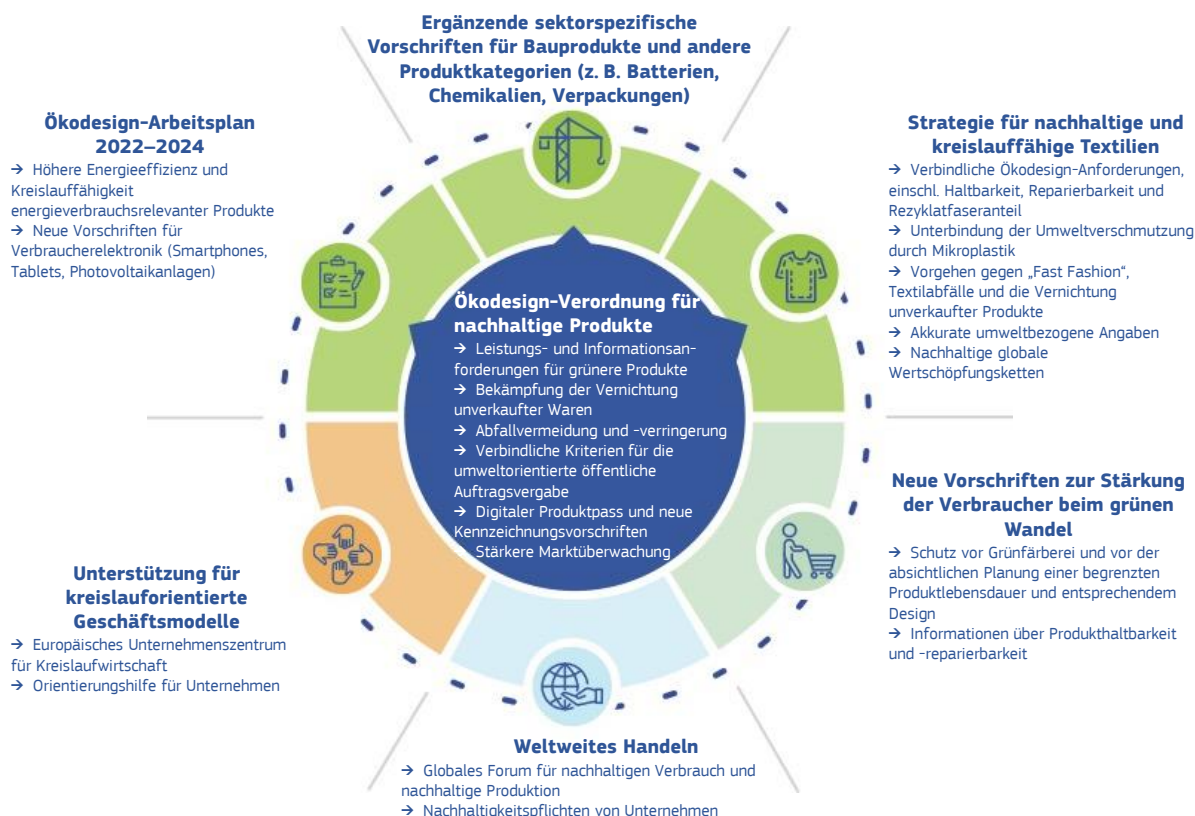 Ergänzende sektorspezifische
Vorschriften für Bauprodukte und andere
Produktkategorien (z. B. Batterien,
Chemikalien, Verpackungen)
Ökodesign-Arbeitsplan
2022–2024
→ Höhere Energieeffizienz und
Kreislauffähigkeit
energieverbrauchsrelevanter Produkte
→ Neue Vorschriften für
Verbraucherelektronik (Smartphones,
Tablets, Photovoltaikanlagen)
Strategie für nachhaltige und
kreislauffähige Textilien
→ Verbindliche Ökodesign-Anforderungen,
einschl. Haltbarkeit, Reparierbarkeit und
Rezyklatfaseranteil
→ Unterbindung der Umweltverschmutzung
durch Mikroplastik
→ Vorgehen gegen „Fast Fashion“,
Textilabfälle und die Vernichtung
unverkaufter Produkte
→ Akkurate umweltbezogene Angaben
→ Nachhaltige globale
Wertschöpfungsketten
Ökodesign-Verordnung für
nachhaltige Produkte
→ Leistungs- und Informationsan-
forderungen für grünere Produkte
→ Bekämpfung der Vernichtung
unverkaufter Waren
→ Abfallvermeidung und -verringerung
→ Verbindliche Kriterien für die
umweltorientierte öffentliche
Auftragsvergabe
→ Digitaler Produktpass und neue
Kennzeichnungsvorschriften
Stärkere Marktüberwachung
Neue Vorschriften zur Stärkung
der Verbraucher beim grünen
Wandel
→ Schutz vor Grünfärberei und vor der
absichtlichen Planung einer begrenzten
Produktlebensdauer und entsprechendem
Design
→ Informationen über Produkthaltbarkeit
und -reparierbarkeit
Unterstützung für
kreislauforientierte
Geschäftsmodelle
→ Europäisches Unternehmenszentrum
für Kreislaufwirtschaft
→ Orientierungshilfe für Unternehmen
Weltweites Handeln
→ Globales Forum für nachhaltigen Verbrauch und
nachhaltige Produktion
→ Nachhaltigkeitspflichten von Unternehmen